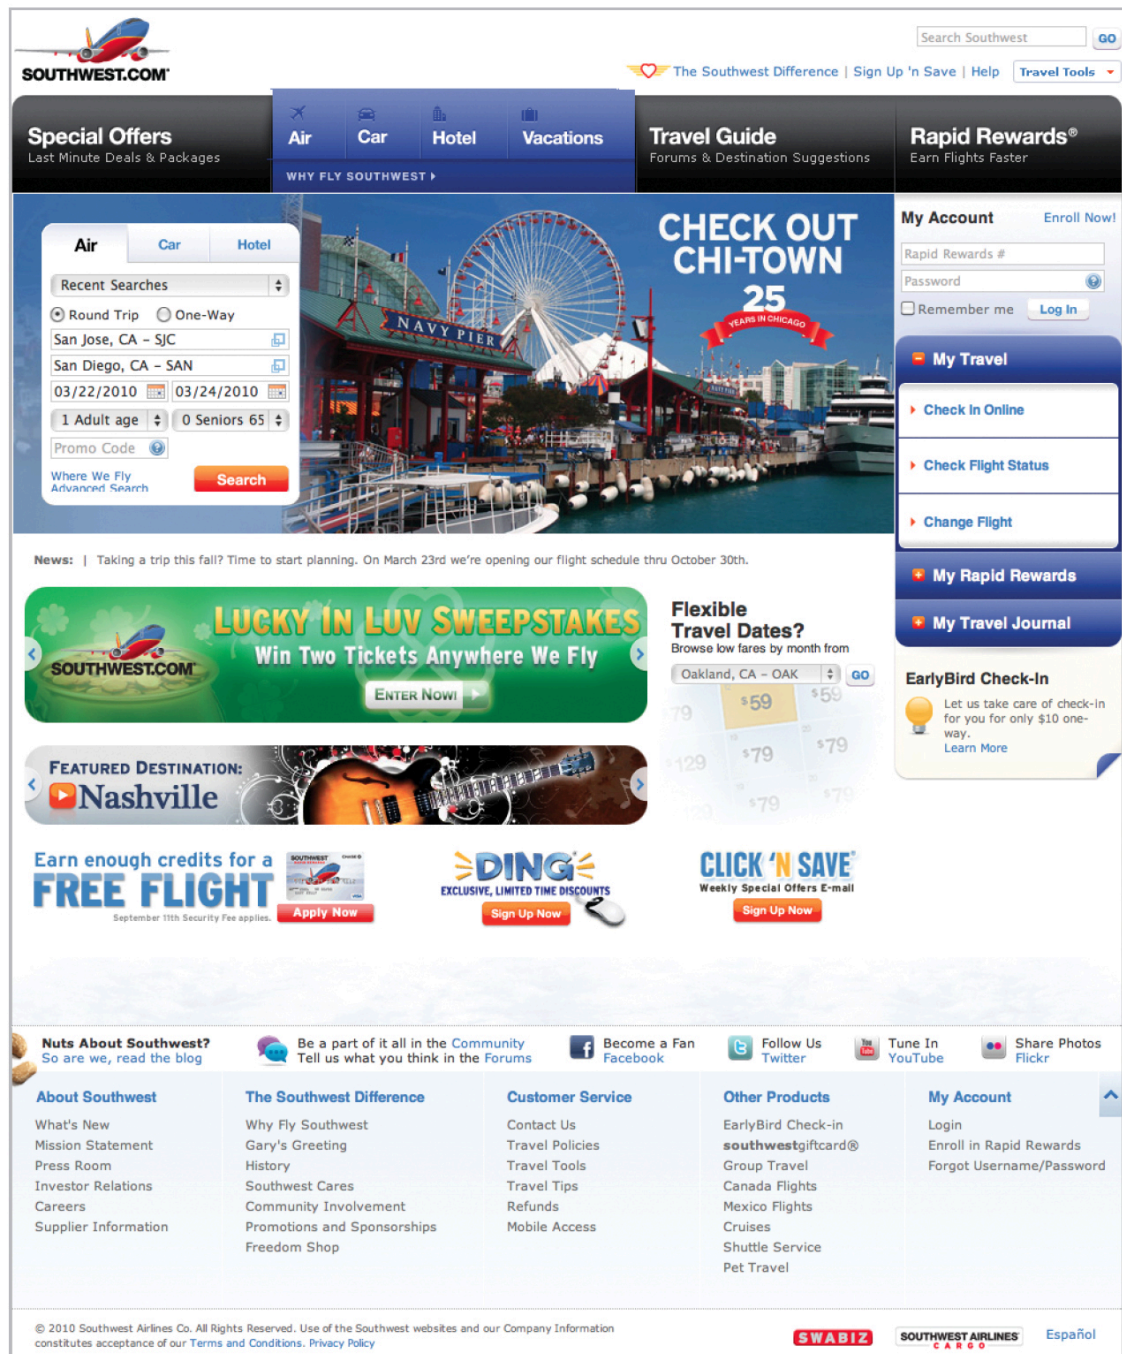 SOUTHWEST.COM®
Search Southwest
GO
The Southwest Difference | Sign Up 'n Save | Help
Travel Tools
Special Offers
Last Minute Deals & Packages
Air
Car
Hotel
Vacations
WHY FLY SOUTHWEST
Travel Guide
Forums & Destination Suggestions
Rapid Rewards®
Earn Flights Faster
Air
Car
Hotel
Recent Searches
Round Trip
One-Way
San Jose, CA – SJC
San Diego, CA – SAN
03/22/2010
03/24/2010
1 Adult age
0 Seniors 65
Promo Code
Where We Fly
Advanced Search
Search
NAVY PIER
NAVY PIER
CHECK OUT
CHI-TOWN
25
YEARS IN CHICAGO
My Account
Enroll Now!
Rapid Rewards #
Password
Remember me
Log In
My Travel
Check In Online
Check Flight Status
Change Flight
My Rapid Rewards
My Travel Journal
EarlyBird Check-In
Let us take care of check-in
for you for only $10 one-
way.
Learn More
News: | Taking a trip this fall? Time to start planning. On March 23rd we're opening our flight schedule thru October 30th.
SOUTHWEST.COM
LUCKY IN LUV SWEEPSTAKES
Win Two Tickets Anywhere We Fly
ENTER NOW!
Flexible
Travel Dates?
Browse low fares by month from
Oakland, CA – OAK
GO
79
$59
$59
129
$79
$79
$79
FEATURED DESTINATION:
Nashville
Earn enough credits for a
FREE FLIGHT
September 11th Security Fee applies.
SOUTHWEST
CHASE
VISA
Apply Now
DING
EXCLUSIVE, LIMITED TIME DISCOUNTS
Sign Up Now
CLICK 'N SAVE®
Weekly Special Offers E-mail
Sign Up Now
Nuts About Southwest?
So are we, read the blog
Be a part of it all in the Community
Tell us what you think in the Forums
Become a Fan
Facebook
Follow Us
Twitter
Tune In
YouTube
Share Photos
Flickr
About Southwest
What's New
Mission Statement
Press Room
Investor Relations
Careers
Supplier Information
The Southwest Difference
Why Fly Southwest
Gary's Greeting
History
Southwest Cares
Community Involvement
Promotions and Sponsorships
Freedom Shop
Customer Service
Contact Us
Travel Policies
Travel Tools
Travel Tips
Refunds
Mobile Access
Other Products
EarlyBird Check-in
southwestgiftcard®
Group Travel
Canada Flights
Mexico Flights
Cruises
Shuttle Service
Pet Travel
My Account
Login
Enroll in Rapid Rewards
Forgot Username/Password
© 2010 Southwest Airlines Co. All Rights Reserved. Use of the Southwest websites and our Company Information
constitutes acceptance of our Terms and Conditions. Privacy Policy
SWABIZ
SOUTHWEST AIRLINES
CARGO
Español